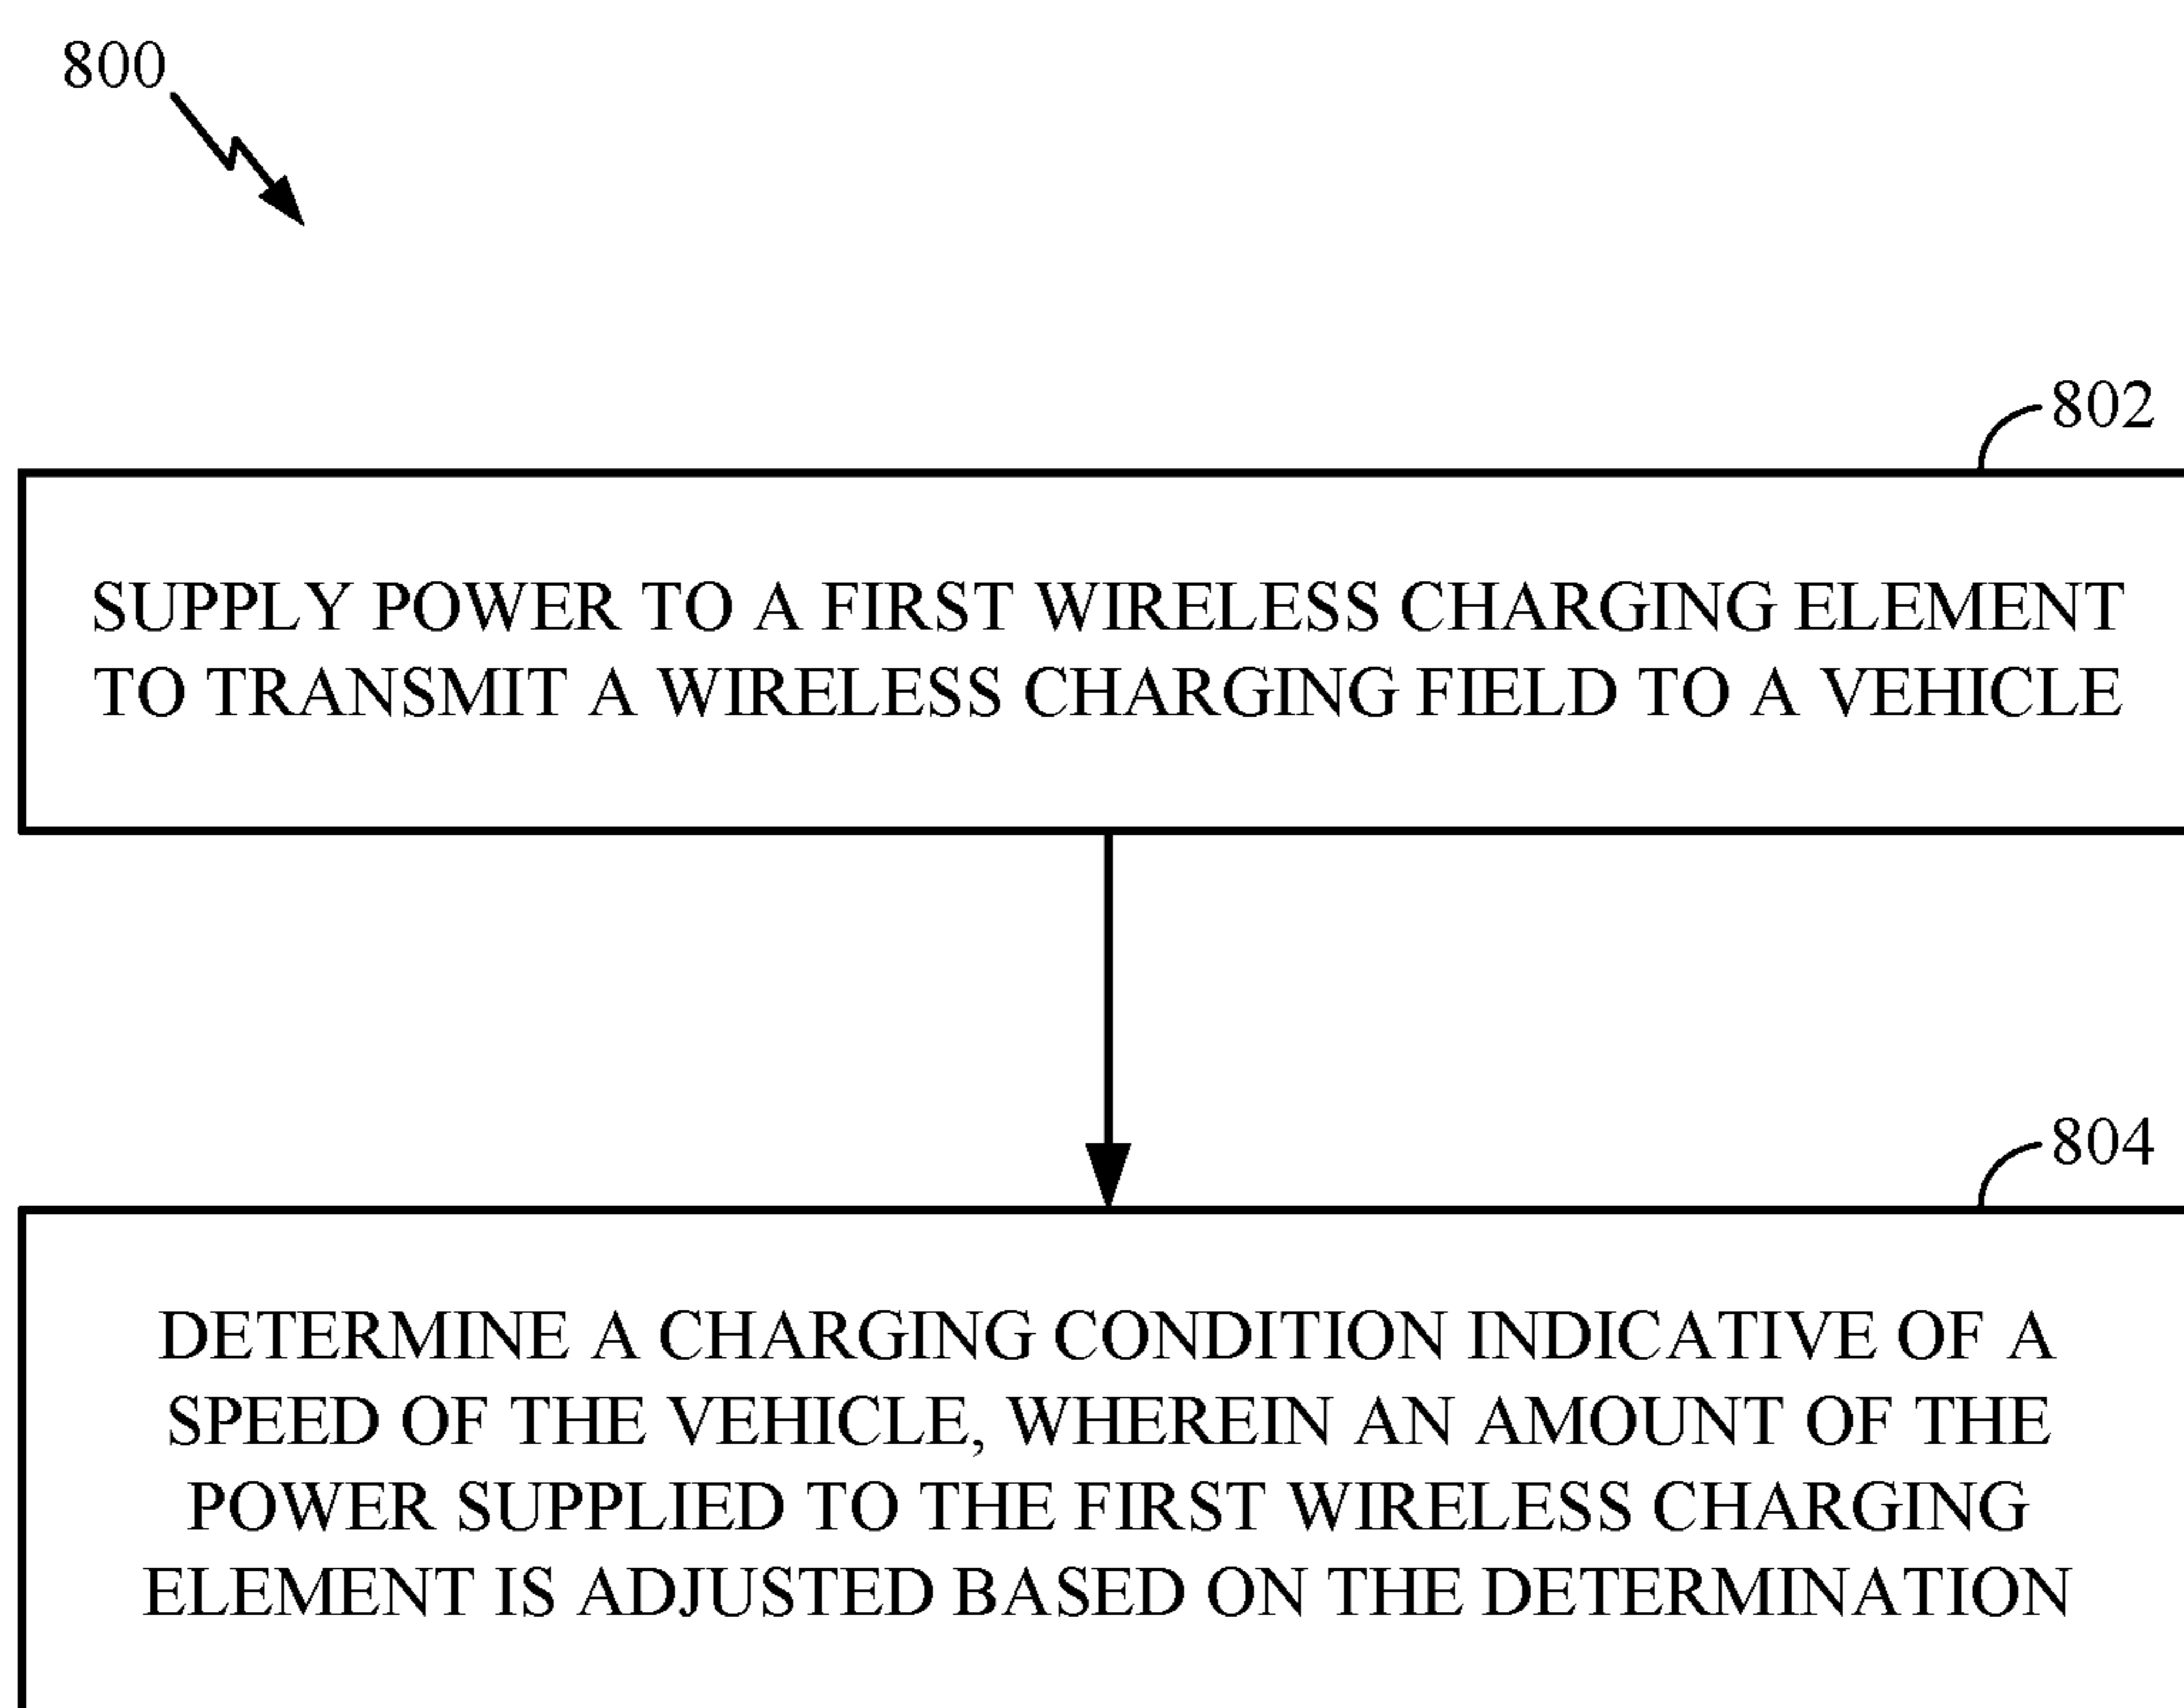 800
802
SUPPLY POWER TO A FIRST WIRELESS CHARGING ELEMENT
TO TRANSMIT A WIRELESS CHARGING FIELD TO A VEHICLE
804
DETERMINE A CHARGING CONDITION INDICATIVE OF A
SPEED OF THE VEHICLE, WHEREIN AN AMOUNT OF THE
POWER SUPPLIED TO THE FIRST WIRELESS CHARGING
ELEMENT IS ADJUSTED BASED ON THE DETERMINATION